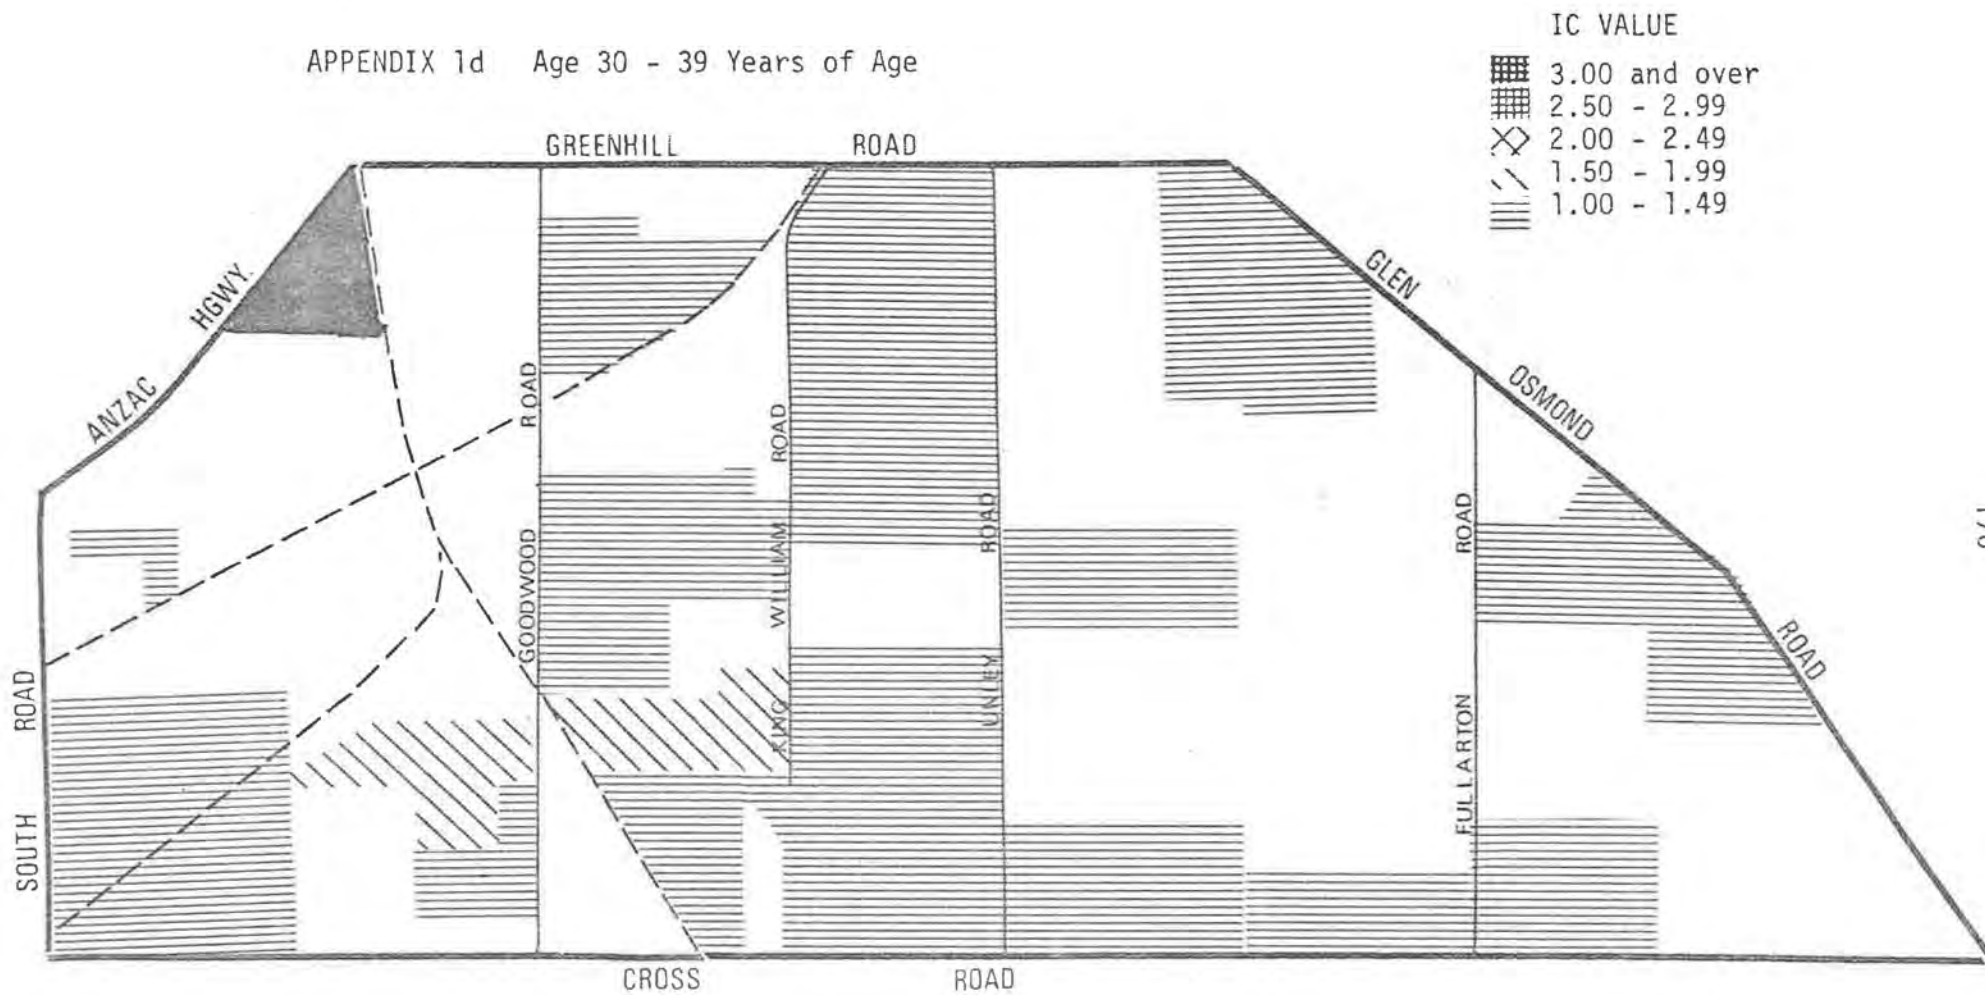 APPENDIX 1d Age 30 - 39 Years of Age
IC VALUE
3.00 and over
2.50 - 2.99
2.00 - 2.49
1.50 - 1.99
1.00 - 1.49
GREENHILL ROAD
ANZAC HGWY.
GLEN OSMOND ROAD
SOUTH ROAD
GOODWOOD ROAD
KING WILLIAM ROAD
UNLEY ROAD
FULLARTON ROAD
CROSS ROAD